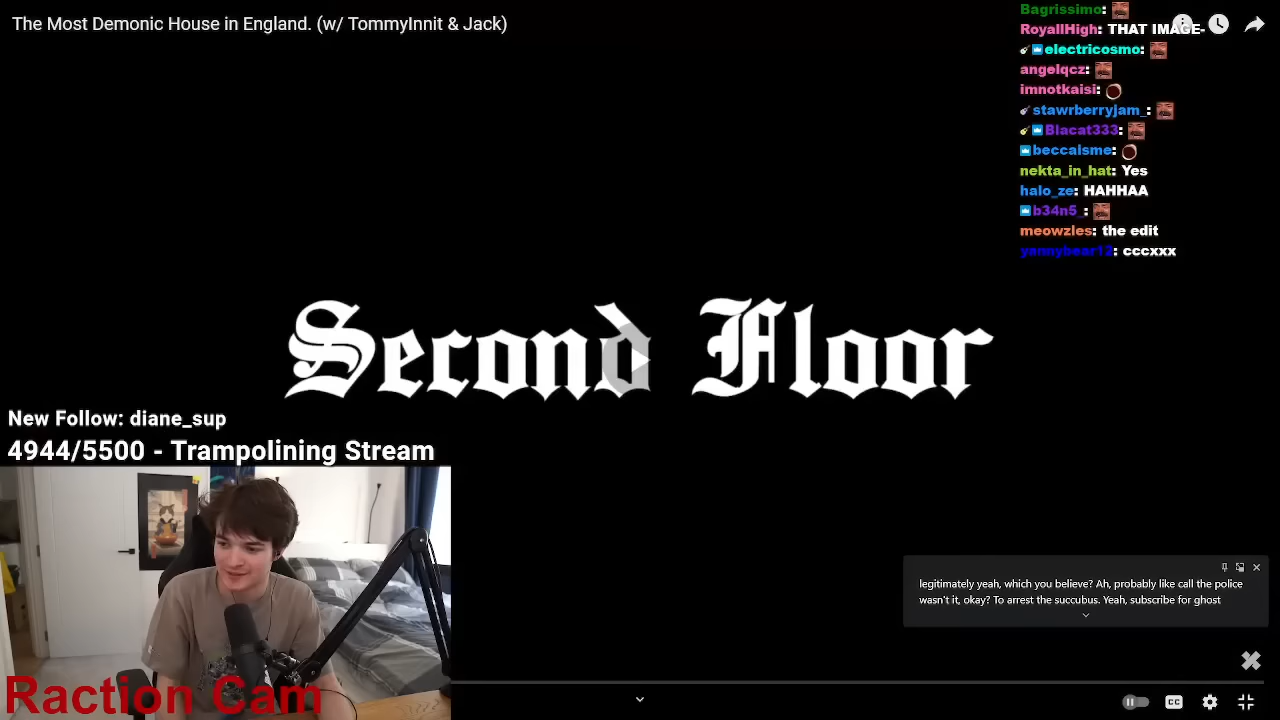 The Most Demonic House in England. (w/ TommyInnit & Jack)
Bagrissimo:
RoyallHigh: THAT IMAGE-
electricosmo:
angelqcz:
imnotkaisi:
stawrberryjam_:
Blacat333:
beccaisme:
nekta_in_hat: Yes
halo_ze: HAHHAA
b34n5_:
meowzles: the edit
yannybear12: cccxxx
Second Floor
New Follow: diane_sup
4944/5500 - Trampolining Stream
legitimately yeah, which you believe? Ah, probably like call the police
wasn't it, okay? To arrest the succubus. Yeah, subscribe for ghost
Raction Cam
CC